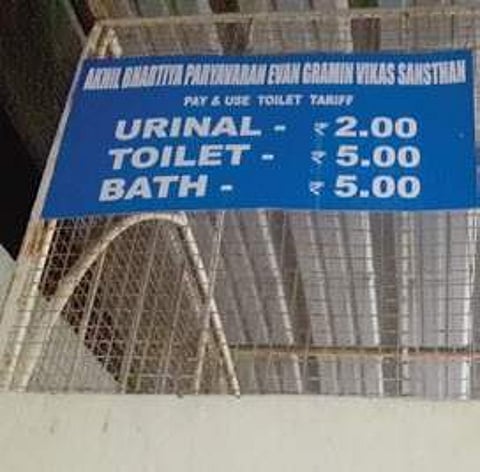 AKHIL BHARTIYA PARYAVARAN EVAN GRAMIN VIKAS SANSTHAN
PAY & USE TOILET TARIFF
URINAL - ₹ 2.00
TOILET - ₹ 5.00
BATH - ₹ 5.00